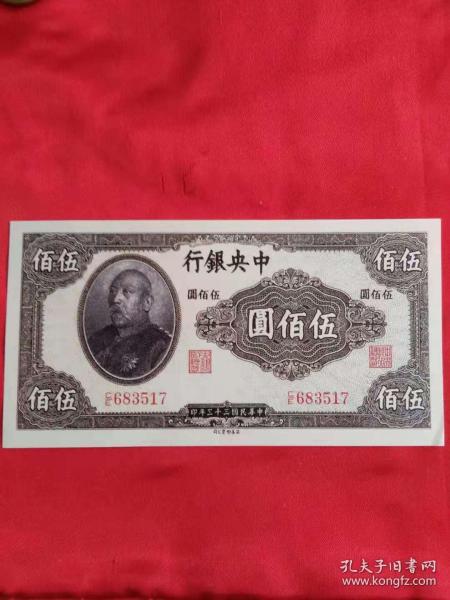 伍佰
伍佰
中央銀行
伍佰圓
伍佰圓
伍佰圓
683517
683517
伍佰
伍佰
中華民國三十三年印
孔夫子旧书网
www.kongfz.com